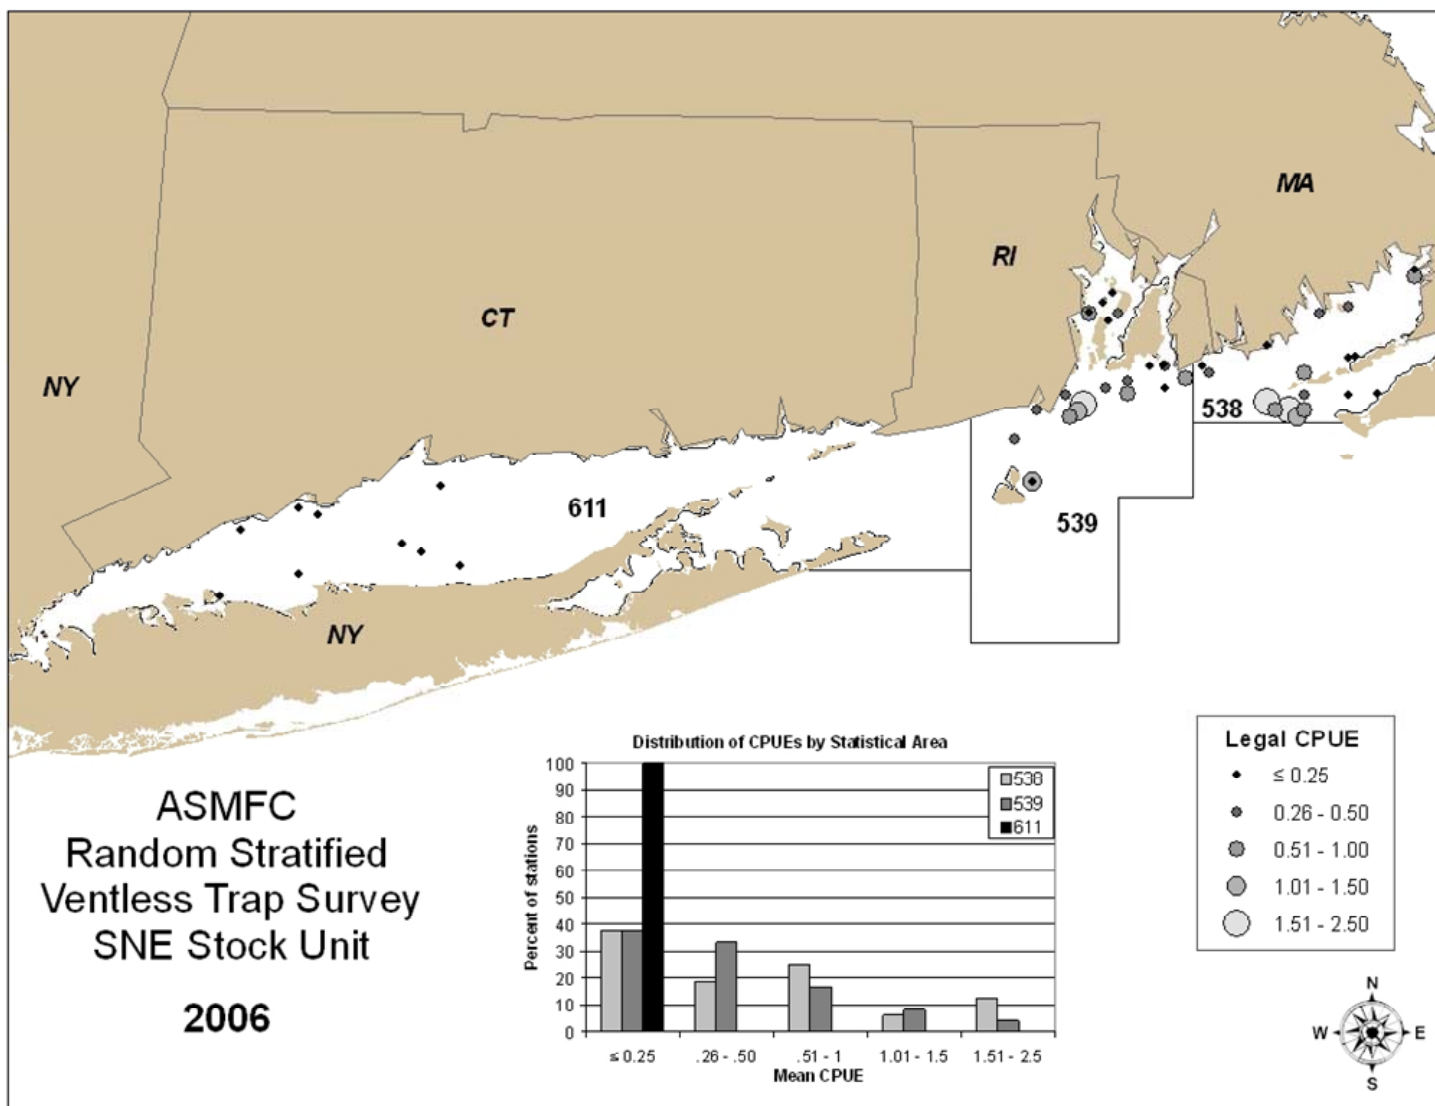 MA
RI
CT
NY
538
611
539
NY
Distribution of CPUEs by Statistical Area
100
90
80
70
60
50
40
30
20
10
0
Percent of stations
538
539
611
≤ 0.25
.26 - .50
.51 - 1
1.01 - 1.5
1.51 - 2.5
Mean CPUE
Legal CPUE
≤ 0.25
0.26 - 0.50
0.51 - 1.00
1.01 - 1.50
1.51 - 2.50
ASMFC
Random Stratified
Ventless Trap Survey
SNE Stock Unit
2006
N
W E
S